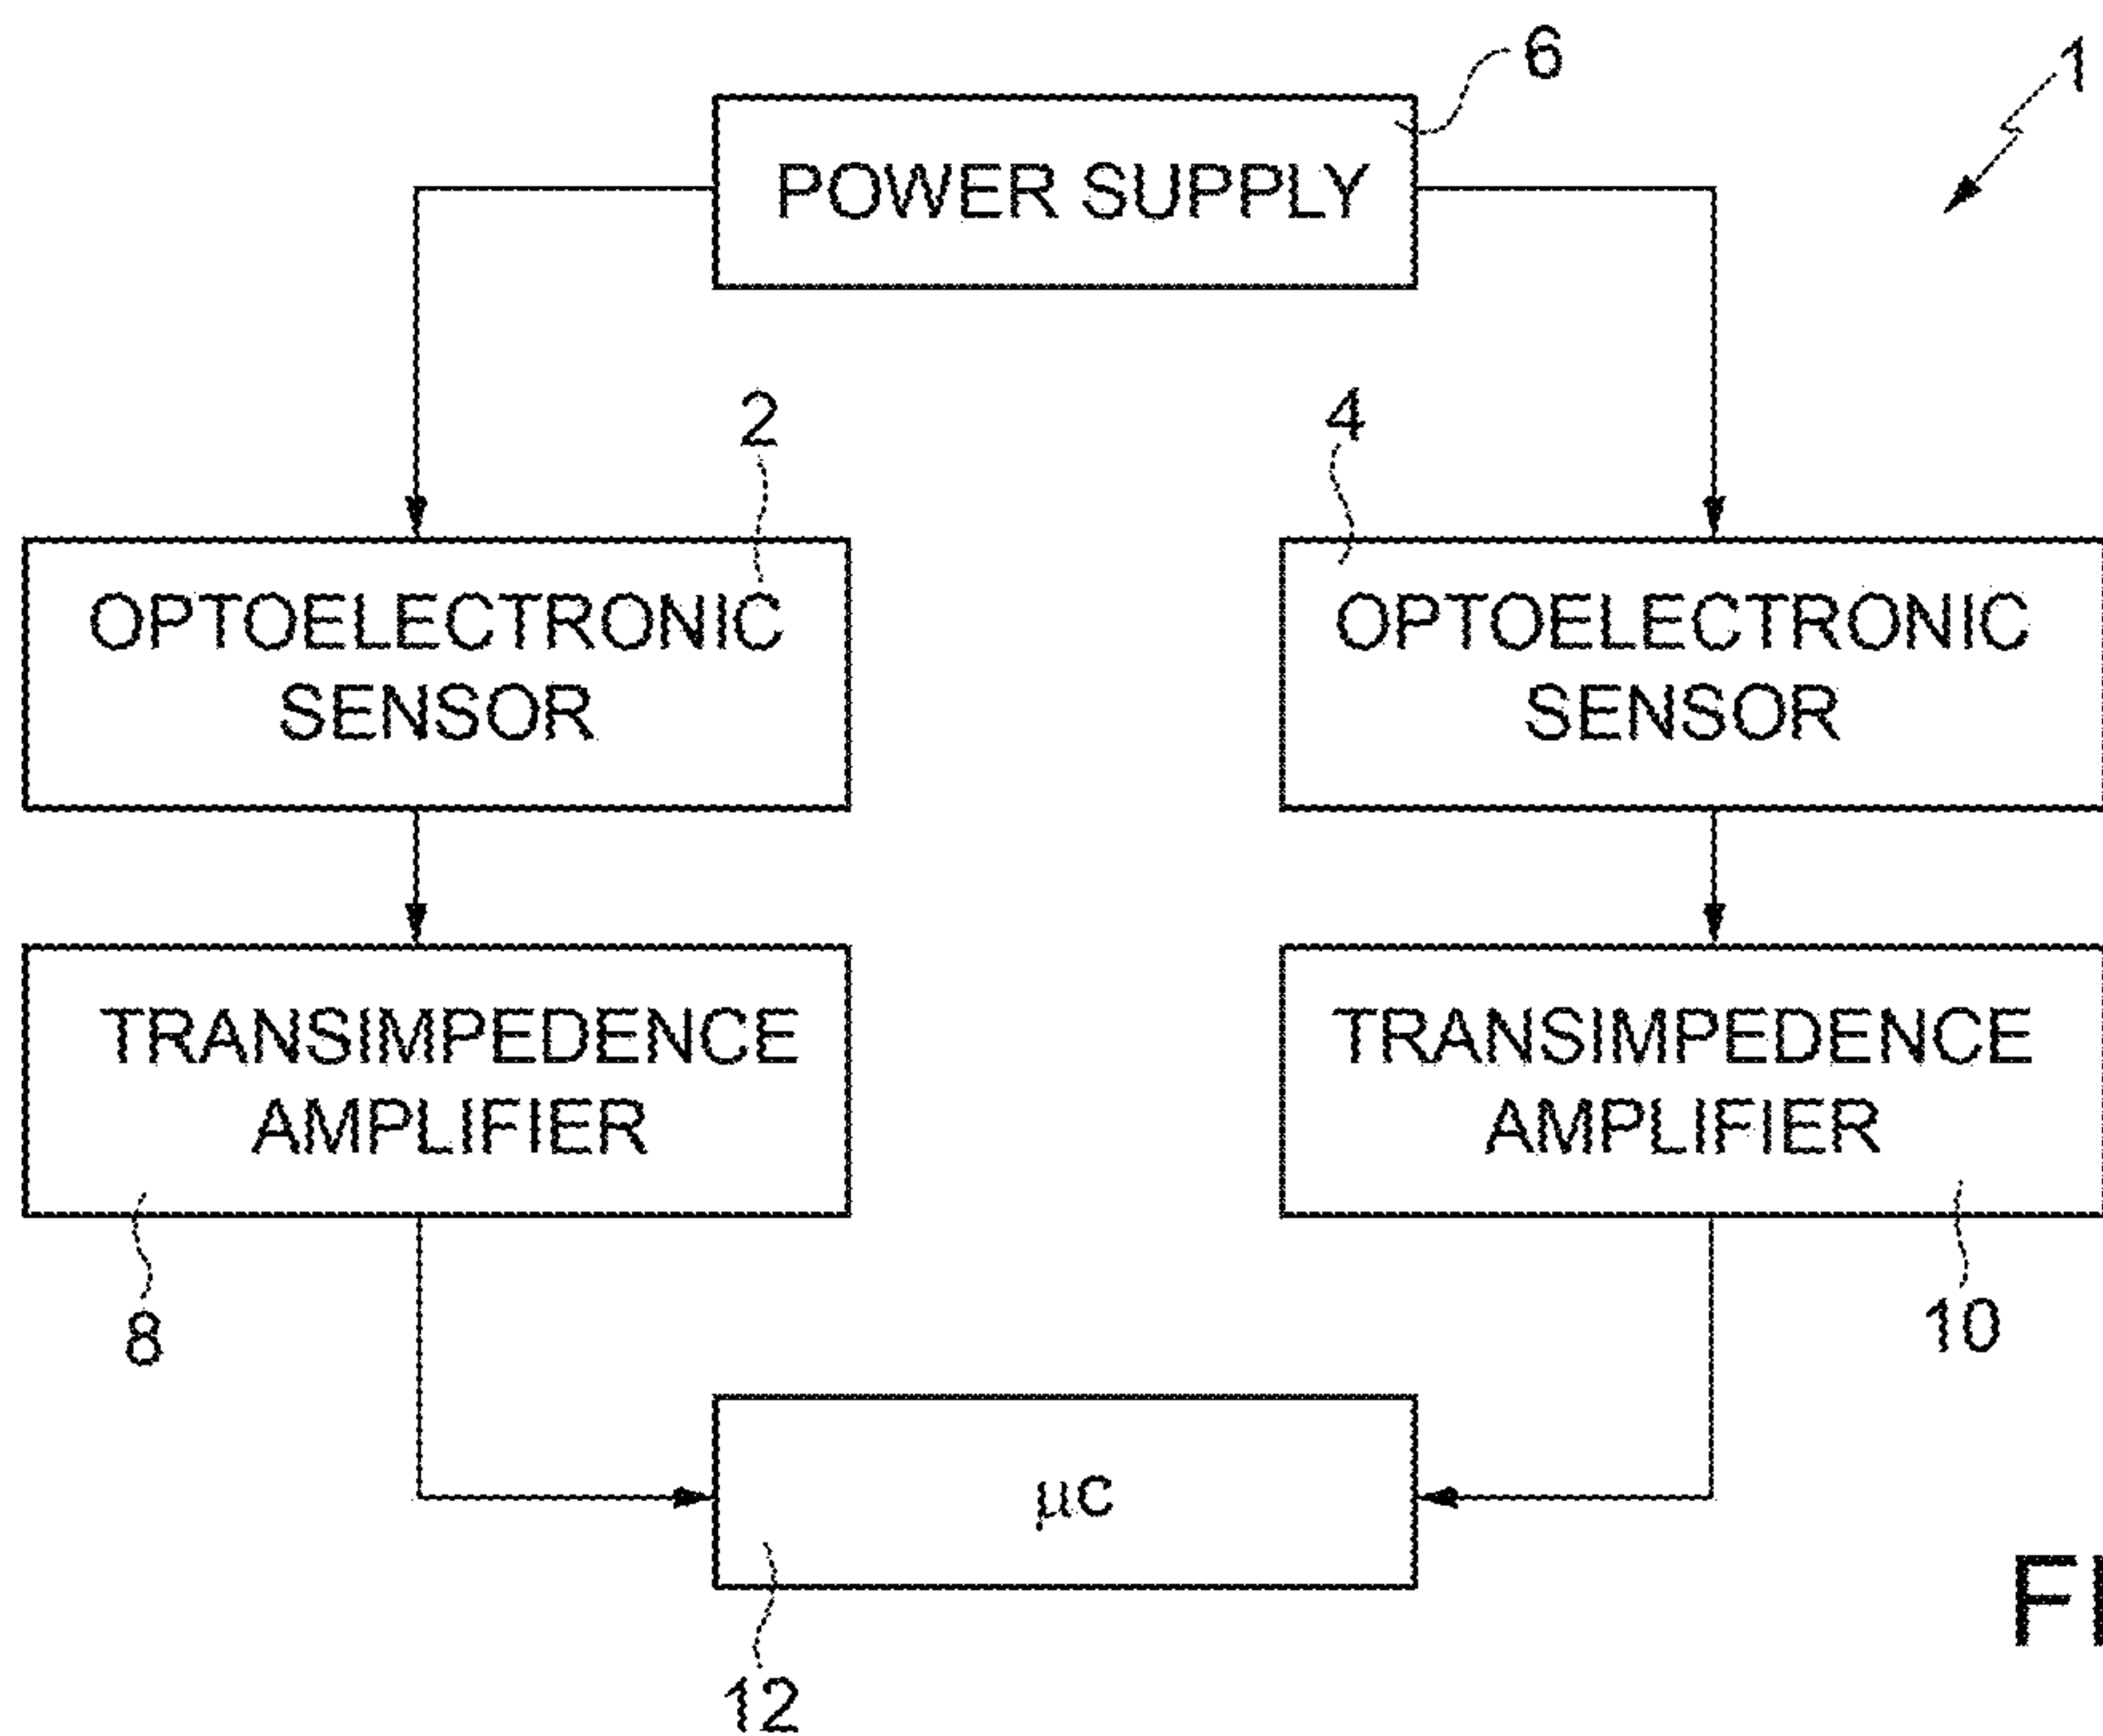 6
1
POWER SUPPLY
2
4
OPTOELECTRONIC
SENSOR
OPTOELECTRONIC
SENSOR
TRANSIMPEDENCE
AMPLIFIER
TRANSIMPEDENCE
AMPLIFIER
8
10
μc
12